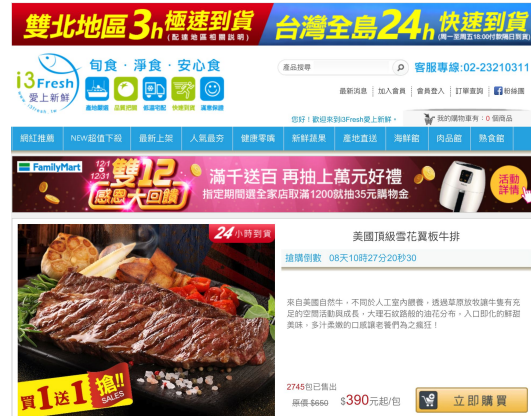 雙北地區3h極速到貨
(配達地區相關說明)
台灣全島24h快速到貨
(周一至周五18:00付款隔日到貨)
i3Fresh
愛上新鮮
旬食・淨食・安心食
產地嚴選 品質把關 低溫宅配 快速到貨 滿意保證
產品搜尋
客服專線:02-23210311
最新消息 | 加入會員 | 會員登入 | 訂單查詢 | 粉絲團
您好！歡迎來到i3Fresh愛上新鮮。
我的購物車有：0 個商品
網紅推薦 NEW超值下殺 最新上架 人氣最夯 健康零嘴 新鮮蔬果 產地直送 海鮮館 肉品館 熟食館
FamilyMart
12/1
12/31
雙12
感恩大回饋
滿千送百 再抽上萬元好禮
指定期間選全家店取滿1200就抽35元購物金
活動
詳情
24小時到貨
買1送1 搶!!
SALES
美國頂級雪花翼板牛排
搶購倒數 08天10時27分20秒30
來自美國自然牛，不同於人工室內餵養，透過草原放牧讓牛隻有充
足的空間活動與成長，大理石紋路般的油花分布，入口即化的鮮甜
美味，多汁柔嫩的口感讓老饕們為之瘋狂！
2745包已售出
原價 $650
$390元起/包
立即購買